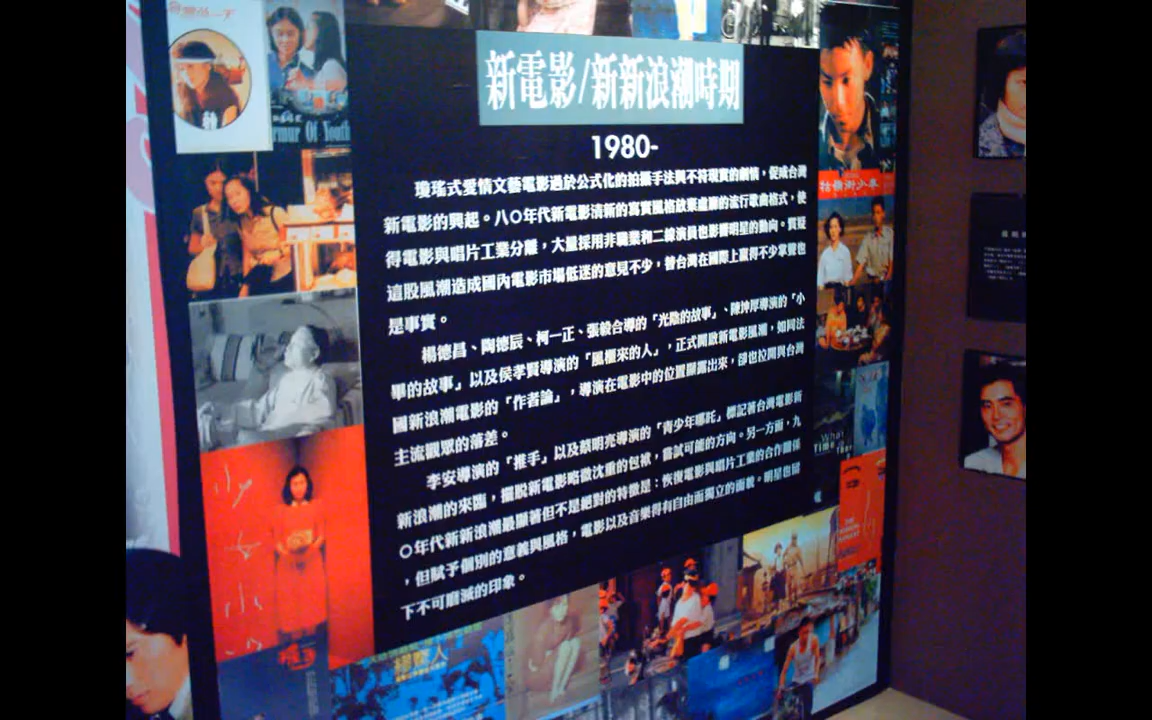 新電影/新新浪潮時期
1980-
瓊瑤式愛情文藝電影過於公式化的拍攝手法與不符現實的劇情，促成台灣
新電影的興起。八〇年代新電影清新的寫實風格放棄處廊的流行歌曲格式，使
得電影與唱片工業分離，大量採用非職業和二線演員也影響明星的動向。質疑
這股風潮造成國內電影市場低迷的意見不少，替台灣在國際上贏得不少掌聲也
是事實。
楊德昌、陶德辰、柯一正、張毅合導的「光陰的故事」、陳坤厚導演的「小
畢的故事」以及侯孝賢導演的「風櫃來的人」，正式開啟新電影風潮，如同法
國新浪潮電影的「作者論」，導演在電影中的位置顯露出來，卻也拉開與台灣
主流觀眾的落差。
李安導演的「推手」以及蔡明亮導演的「青少年哪吒」標記著台灣電影新
新浪潮的來臨，擺脫新電影略微沈重的包袱，嘗試可能的方向。另一方面，九
〇年代新新浪潮最顯著但不是絕對的特徵是：恢復電影與唱片工業的合作關係
，但賦予個別的意義與風格，電影以及音樂得有自由而獨立的面貌。明星也留
下不可磨滅的印象。
牯嶺街少年
What
Time